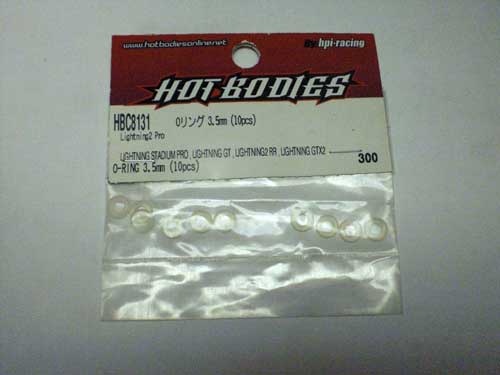 www.hotbodiesonline.net
By hpi-racing
HOT BODIES
HBC8131 Oリング 3.5mm (10pcs)
Lightning2 Pro
LIGHTNING STADIUM PRO , LIGHTNING GT , LIGHTNING2 RR , LIGHTNING GTX2
300
O-RING 3.5mm (10pcs)